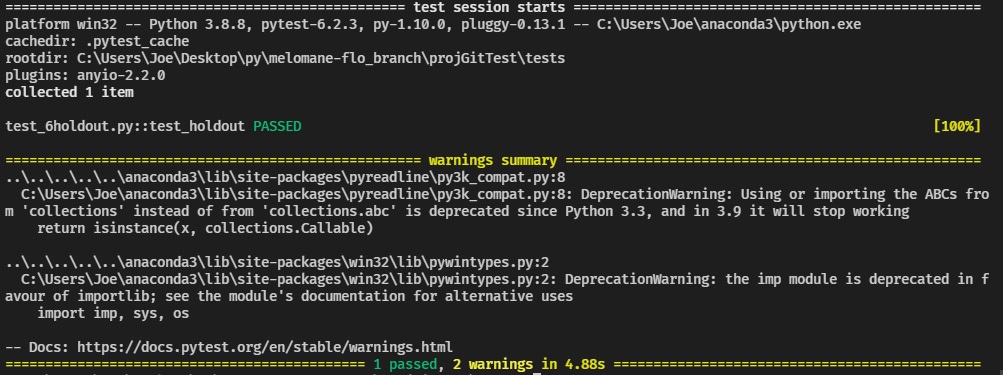 ============================================= test session starts =============================================
platform win32 -- Python 3.8.8, pytest-6.2.3, py-1.10.0, pluggy-0.13.1 -- C:\Users\Joe\anaconda3\python.exe
cachedir: .pytest_cache
rootdir: C:\Users\Joe\Desktop\py\melomane-flo_branch\projGitTest\tests
plugins: anyio-2.2.0
collected 1 item
test_6holdout.py::test_holdout PASSED [100%]
============================================== warnings summary ==============================================
..\..\..\..\..\anaconda3\lib\site-packages\pyreadline\py3k_compat.py:8
C:\Users\Joe\anaconda3\lib\site-packages\pyreadline\py3k_compat.py:8: DeprecationWarning: Using or importing the ABCs fro
m 'collections' instead of from 'collections.abc' is deprecated since Python 3.3, and in 3.9 it will stop working
return isinstance(x, collections.Callable)
..\..\..\..\..\anaconda3\lib\site-packages\win32\lib\pywintypes.py:2
C:\Users\Joe\anaconda3\lib\site-packages\win32\lib\pywintypes.py:2: DeprecationWarning: the imp module is deprecated in f
avour of importlib; see the module's documentation for alternative uses
import imp, sys, os
-- Docs: https://docs.pytest.org/en/stable/warnings.html
======================================== 1 passed, 2 warnings in 4.88s ========================================